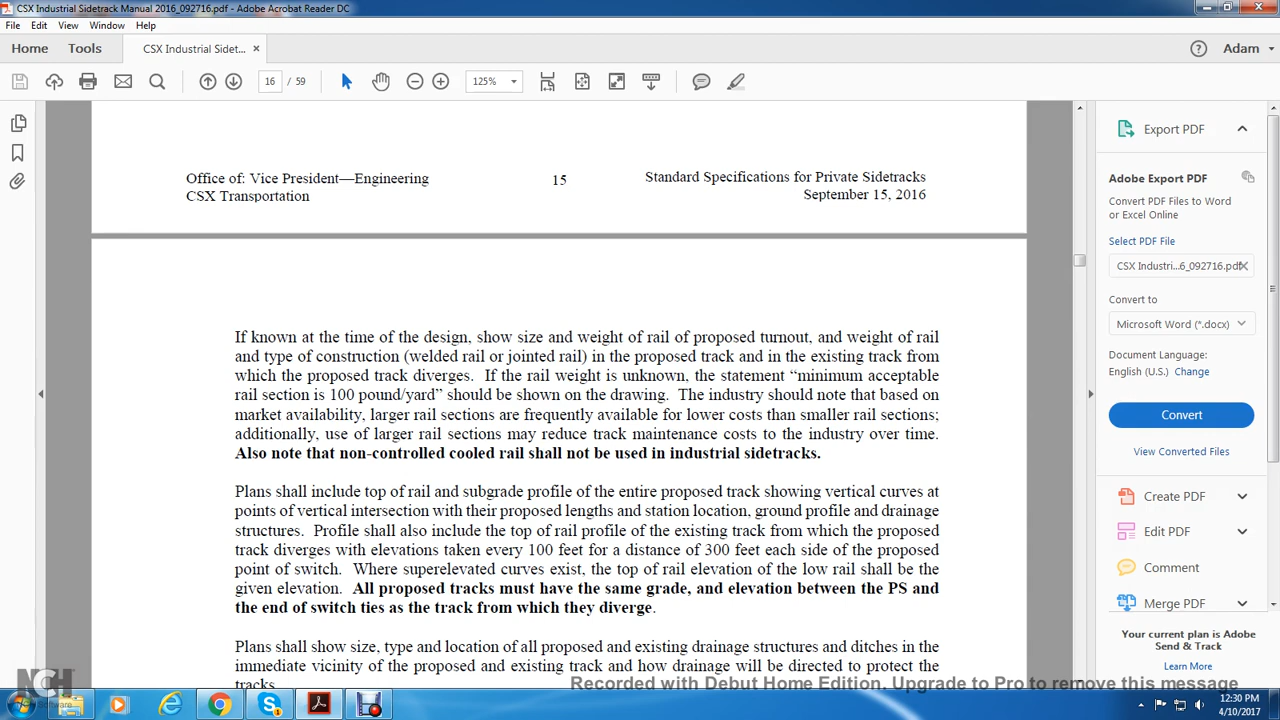 CSX Industrial Sidetrack Manual 2016_092716.pdf - Adobe Acrobat Reader DC
File Edit View Window Help
Home Tools CSX Industrial Sidet... × Adam
16 / 59 125%
Office of: Vice President—Engineering 15 Standard Specifications for Private Sidetracks
CSX Transportation September 15, 2016
If known at the time of the design, show size and weight of rail of proposed turnout, and weight of rail
and type of construction (welded rail or jointed rail) in the proposed track and in the existing track from
which the proposed track diverges. If the rail weight is unknown, the statement “minimum acceptable
rail section is 100 pound/yard” should be shown on the drawing. The industry should note that based on
market availability, larger rail sections are frequently available for lower costs than smaller rail sections;
additionally, use of larger rail sections may reduce track maintenance costs to the industry over time.
Also note that non-controlled cooled rail shall not be used in industrial sidetracks.
Plans shall include top of rail and subgrade profile of the entire proposed track showing vertical curves at
points of vertical intersection with their proposed lengths and station location, ground profile and drainage
structures. Profile shall also include the top of rail profile of the existing track from which the proposed
track diverges with elevations taken every 100 feet for a distance of 300 feet each side of the proposed
point of switch. Where superelevated curves exist, the top of rail elevation of the low rail shall be the
given elevation. All proposed tracks must have the same grade, and elevation between the PS and
the end of switch ties as the track from which they diverge.
Plans shall show size, type and location of all proposed and existing drainage structures and ditches in the
immediate vicinity of the proposed and existing track and how drainage will be directed to protect the
tracks.
Export PDF
Adobe Export PDF
Convert PDF Files to Word
or Excel Online
Select PDF File
CSX Industri...6_092716.pdf
Convert to
Microsoft Word (*.docx)
Document Language:
English (U.S.) Change
Convert
View Converted Files
Create PDF
Edit PDF
Comment
Merge PDF
Your current plan is Adobe
Send & Track
Learn More
NCH
Software
Recorded with Debut Home Edition. Upgrade to Pro to remove this message
12:30 PM
4/10/2017